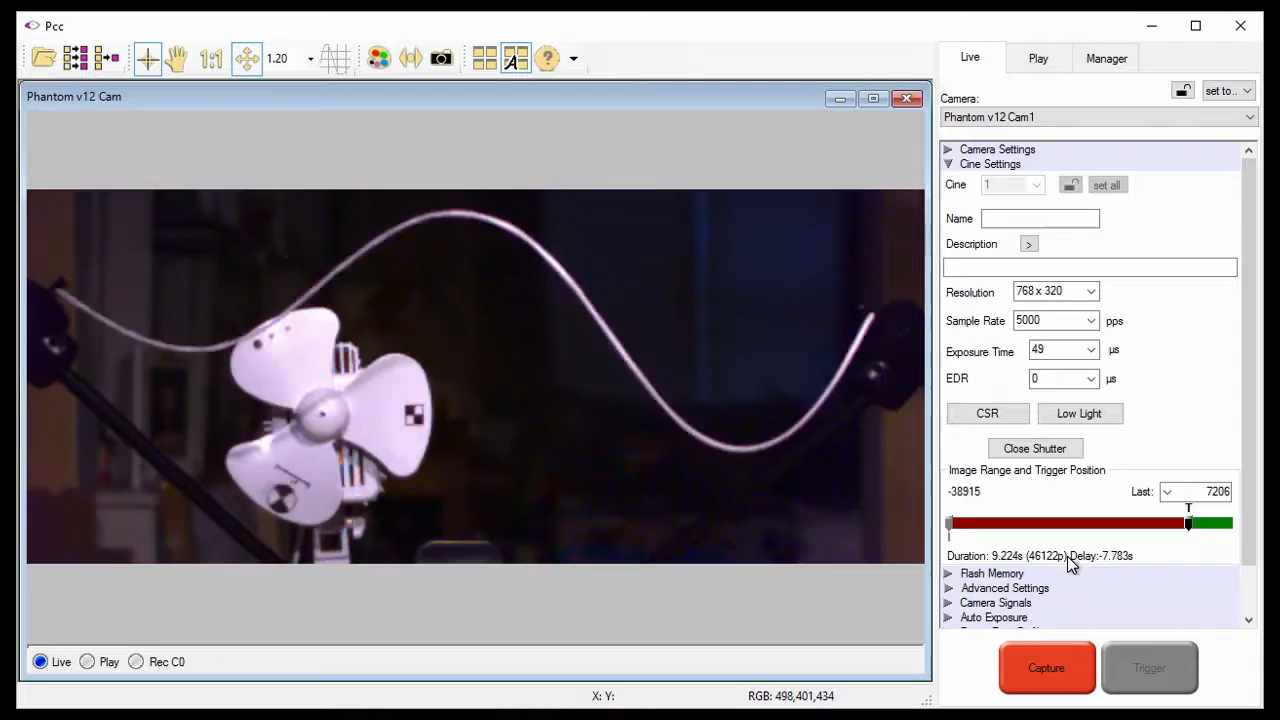 Pcc
1:1
1.20
A
?
Live
Play
Manager
Phantom v12 Cam
set to..
Camera:
Phantom v12 Cam1
Camera Settings
Cine Settings
Cine
1
set all
Name
Description
>
Resolution
768 x 320
Sample Rate
5000
pps
Exposure Time
49
µs
EDR
0
µs
CSR
Low Light
Close Shutter
Image Range and Trigger Position
-38915
Last:
7206
T
Duration: 9.224s (46122p) Delay:-7.783s
Flash Memory
Advanced Settings
Camera Signals
Auto Exposure
Live
Play
Rec C0
Capture
Trigger
X: Y:
RGB: 498,401,434